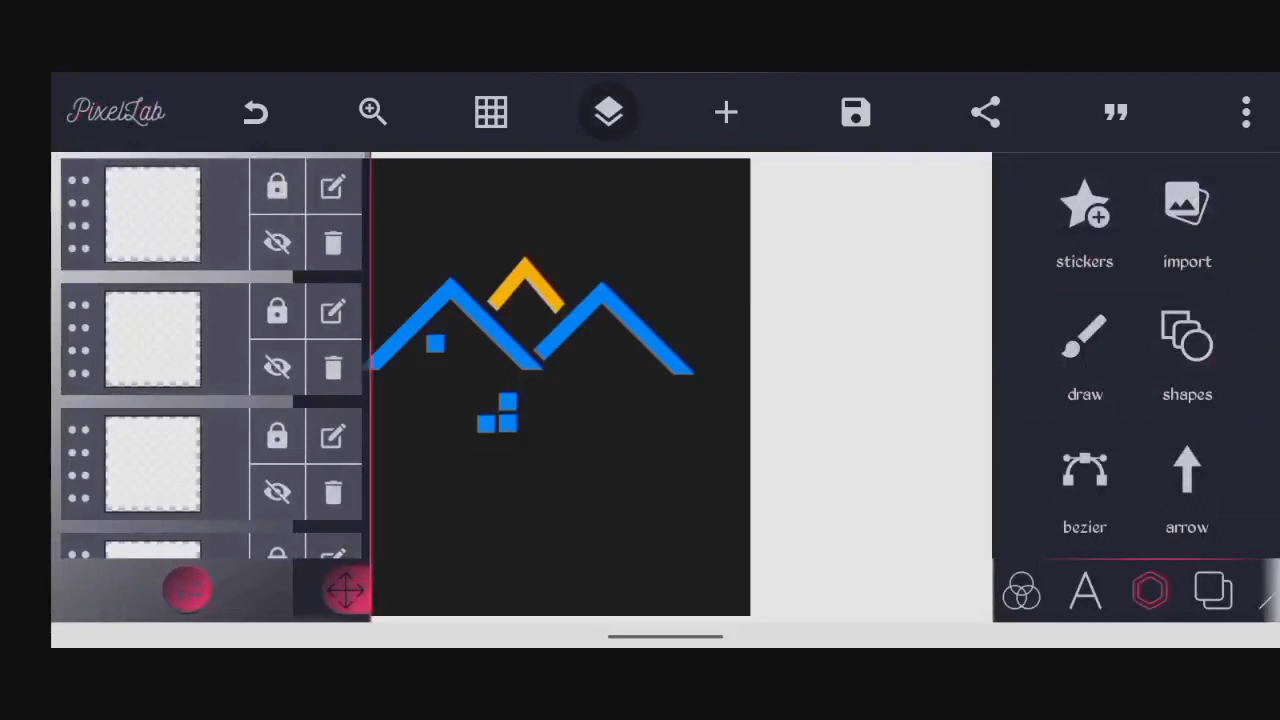 PixelLab
stickers
import
draw
shapes
bezier
arrow